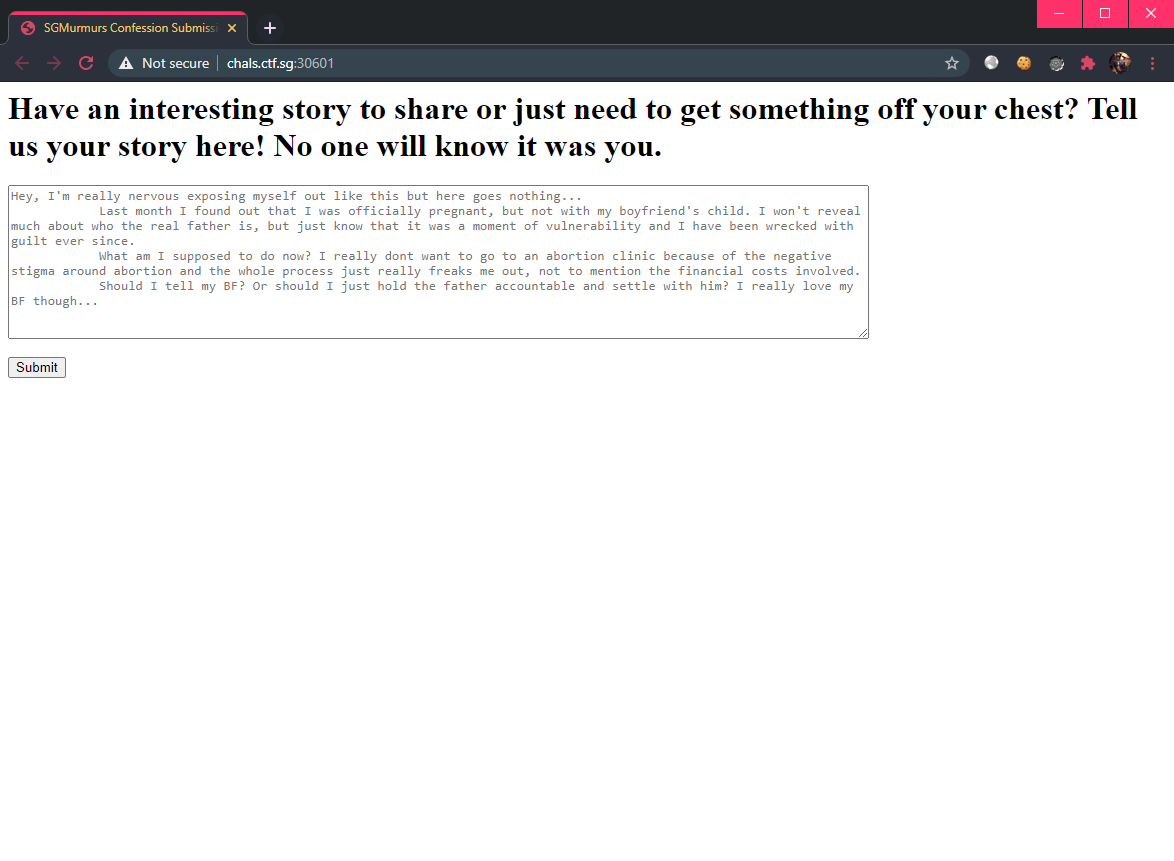 SGMurmurs Confession Submissi
Not secure
chals.ctf.sg:30601
Have an interesting story to share or just need to get something off your chest? Tell
us your story here! No one will know it was you.
Hey, I'm really nervous exposing myself out like this but here goes nothing...
Last month I found out that I was officially pregnant, but not with my boyfriend's child. I won't reveal
much about who the real father is, but just know that it was a moment of vulnerability and I have been wrecked with
guilt ever since.
What am I supposed to do now? I really dont want to go to an abortion clinic because of the negative
stigma around abortion and the whole process just really freaks me out, not to mention the financial costs involved.
Should I tell my BF? Or should I just hold the father accountable and settle with him? I really love my
BF though...
Submit